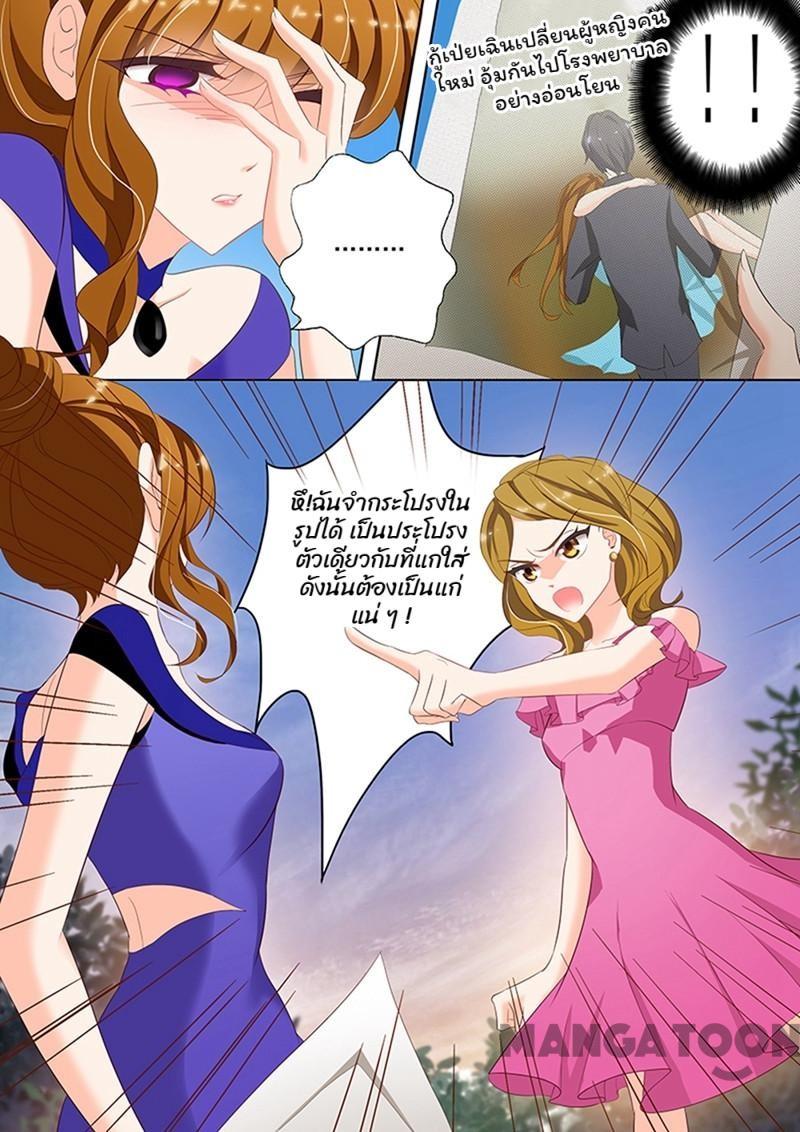 .........
กู้เป่ยเฉินเปลี่ยนผู้หญิงคน
ใหม่ อุ้มกันไปโรงพยาบาล
อย่างอ่อนโยน
! !
หึ!ฉันจำกระโปรงใน
รูปได้ เป็นประโปรง
ตัวเดียวกับที่แกใส่
ดังนั้นต้องเป็นแก
แน่ ๆ !
MANGATOON